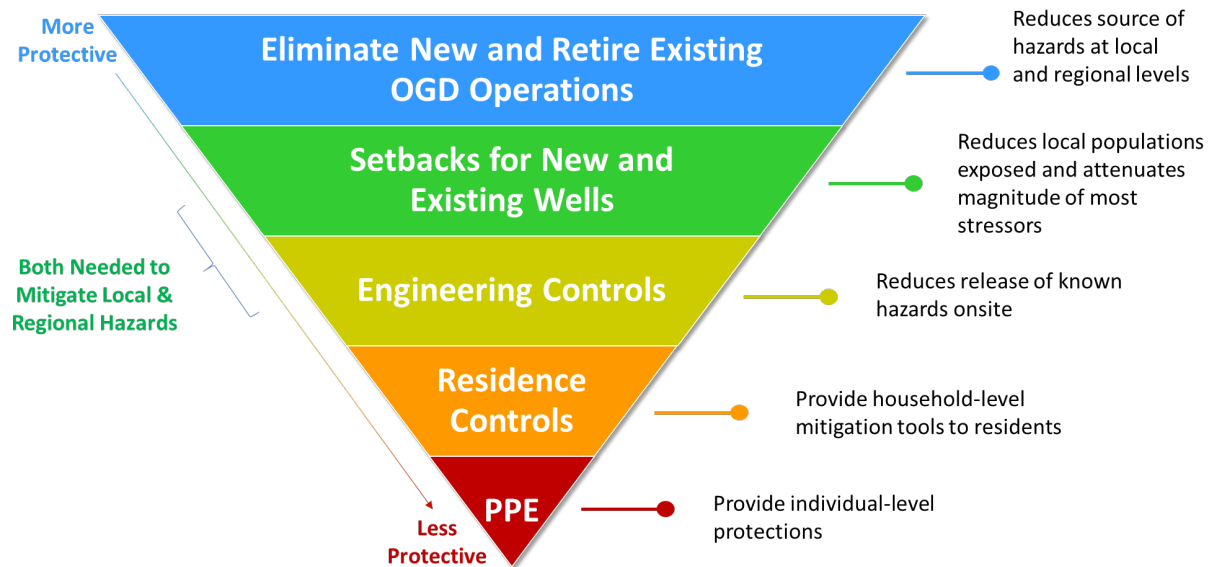 More
Protective
Eliminate New and Retire Existing
OGD Operations
Reduces source of
hazards at local
and regional levels
Setbacks for New and
Existing Wells
Reduces local populations
exposed and attenuates
magnitude of most
stressors
Both Needed to
Mitigate Local &
Regional Hazards
Engineering Controls
Reduces release of known
hazards onsite
Residence
Controls
Provide household-level
mitigation tools to residents
PPE
Provide individual-level
protections
Less
Protective